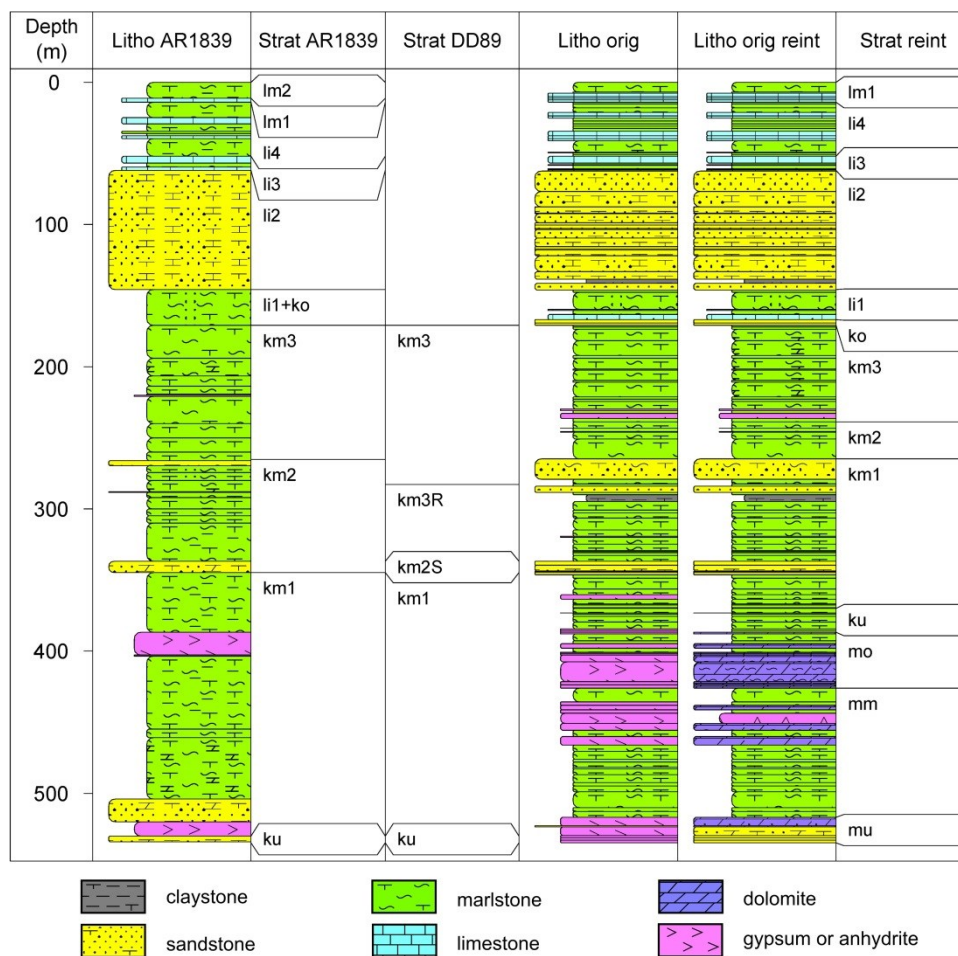 Depth
(m)
Litho AR1839
Strat AR1839
Strat DD89
Litho orig
Litho orig reint
Strat reint
0
lm2
lm1
lm1
li4
li4
li3
li3
li2
li2
100
li1+ko
li1
km3
km3
ko
200
km3
km2
km2
km1
km3R
300
km2S
km1
km1
ku
400
mo
mm
500
ku
ku
mu
claystone
marlstone
dolomite
sandstone
limestone
gypsum or anhydrite